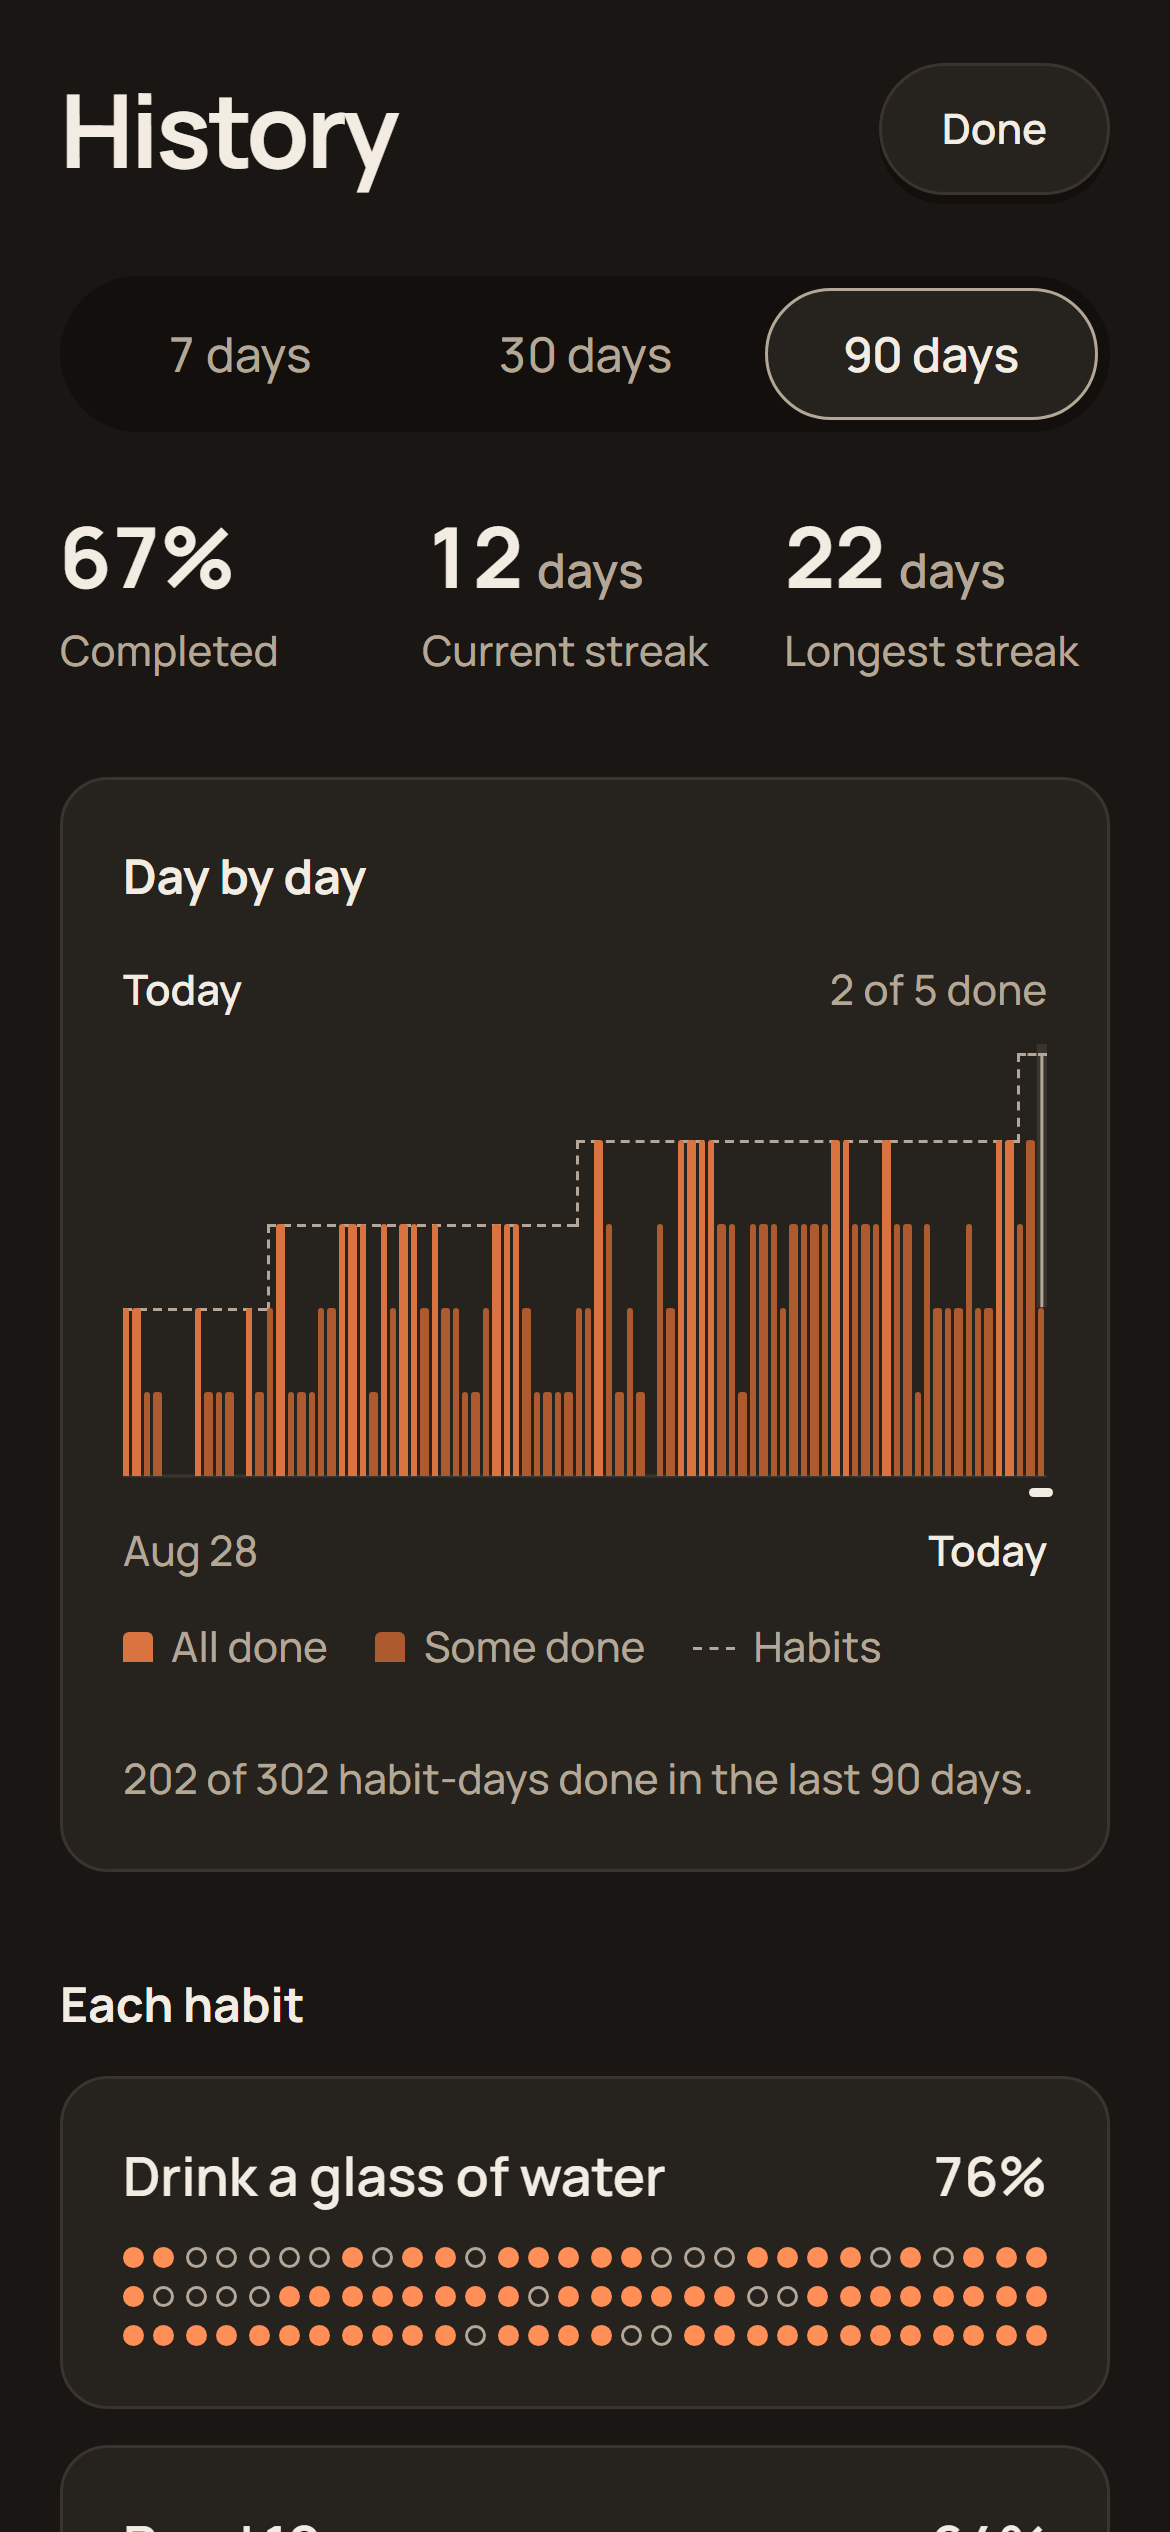 History
Done
7 days
30 days
90 days
67%
12 days
22 days
Completed
Current streak
Longest streak
Day by day
Today
2 of 5 done
Aug 28
Today
All done
Some done
Habits
202 of 302 habit-days done in the last 90 days.
Each habit
Drink a glass of water
76%